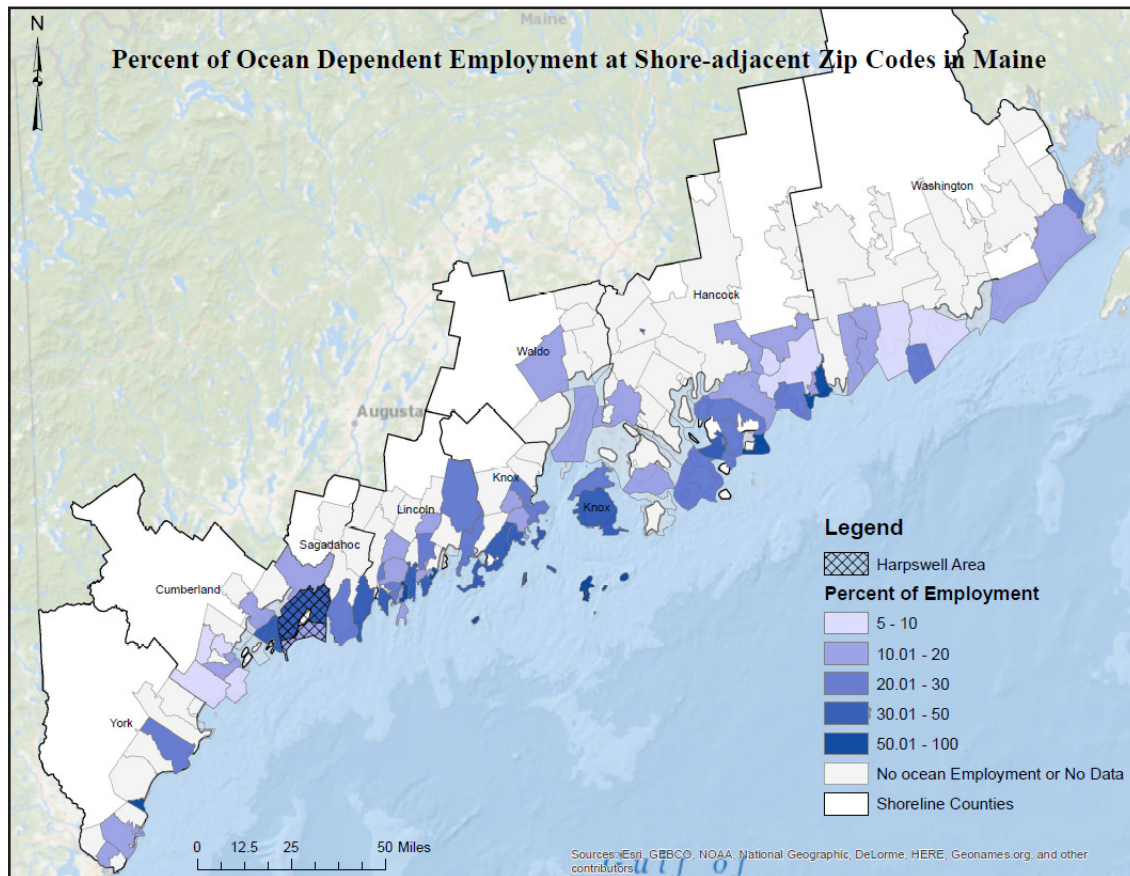 Maine
N
Percent of Ocean Dependent Employment at Shore-adjacent Zip Codes in Maine
Washington
Hancock
Waldo
Augusta
Knox
Lincoln
Knox
Sagadahoc
Cumberland
York
Legend
Harpswell Area
Percent of Employment
5 - 10
10.01 - 20
20.01 - 30
30.01 - 50
50.01 - 100
No ocean Employment or No Data
Shoreline Counties
0 12.5 25 50 Miles
Sources: Esri, GEBCO, NOAA, National Geographic, DeLorme, HERE, Geonames.org, and other
contributors
Gulf of